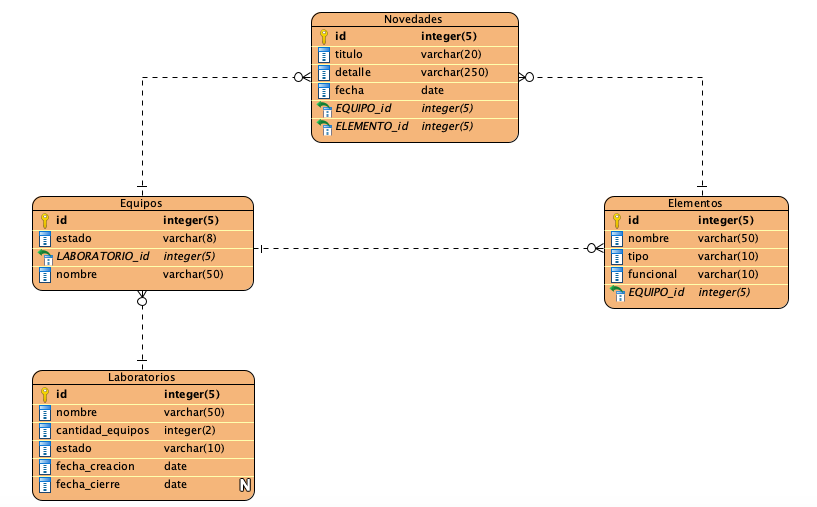 Novedades
id integer(5)
titulo varchar(20)
detalle varchar(250)
fecha date
EQUIPO_id integer(5)
ELEMENTO_id integer(5)
Equipos
id integer(5)
estado varchar(8)
LABORATORIO_id integer(5)
nombre varchar(50)
Elementos
id integer(5)
nombre varchar(50)
tipo varchar(10)
funcional varchar(10)
EQUIPO_id integer(5)
Laboratorios
id integer(5)
nombre varchar(50)
cantidad_equipos integer(2)
estado varchar(10)
fecha_creacion date
fecha_cierre date N